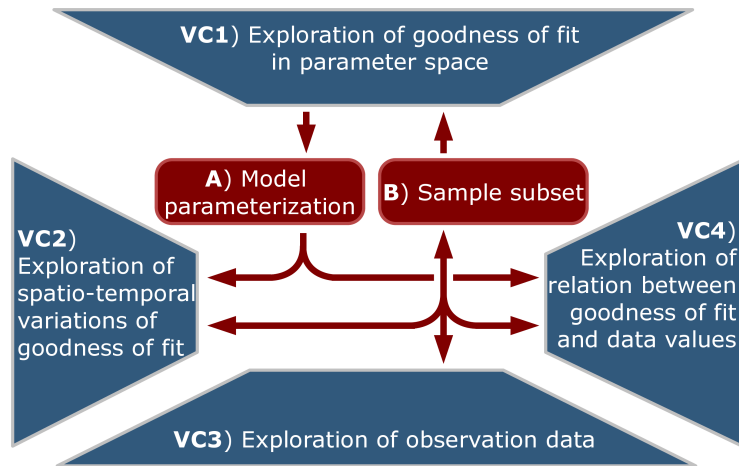 VC1) Exploration of goodness of fit
in parameter space
A) Model
parameterization
B) Sample subset
VC2)
Exploration of
spatio-temporal
variations of
goodness of fit
VC4)
Exploration of
relation between
goodness of fit
and data values
VC3) Exploration of observation data